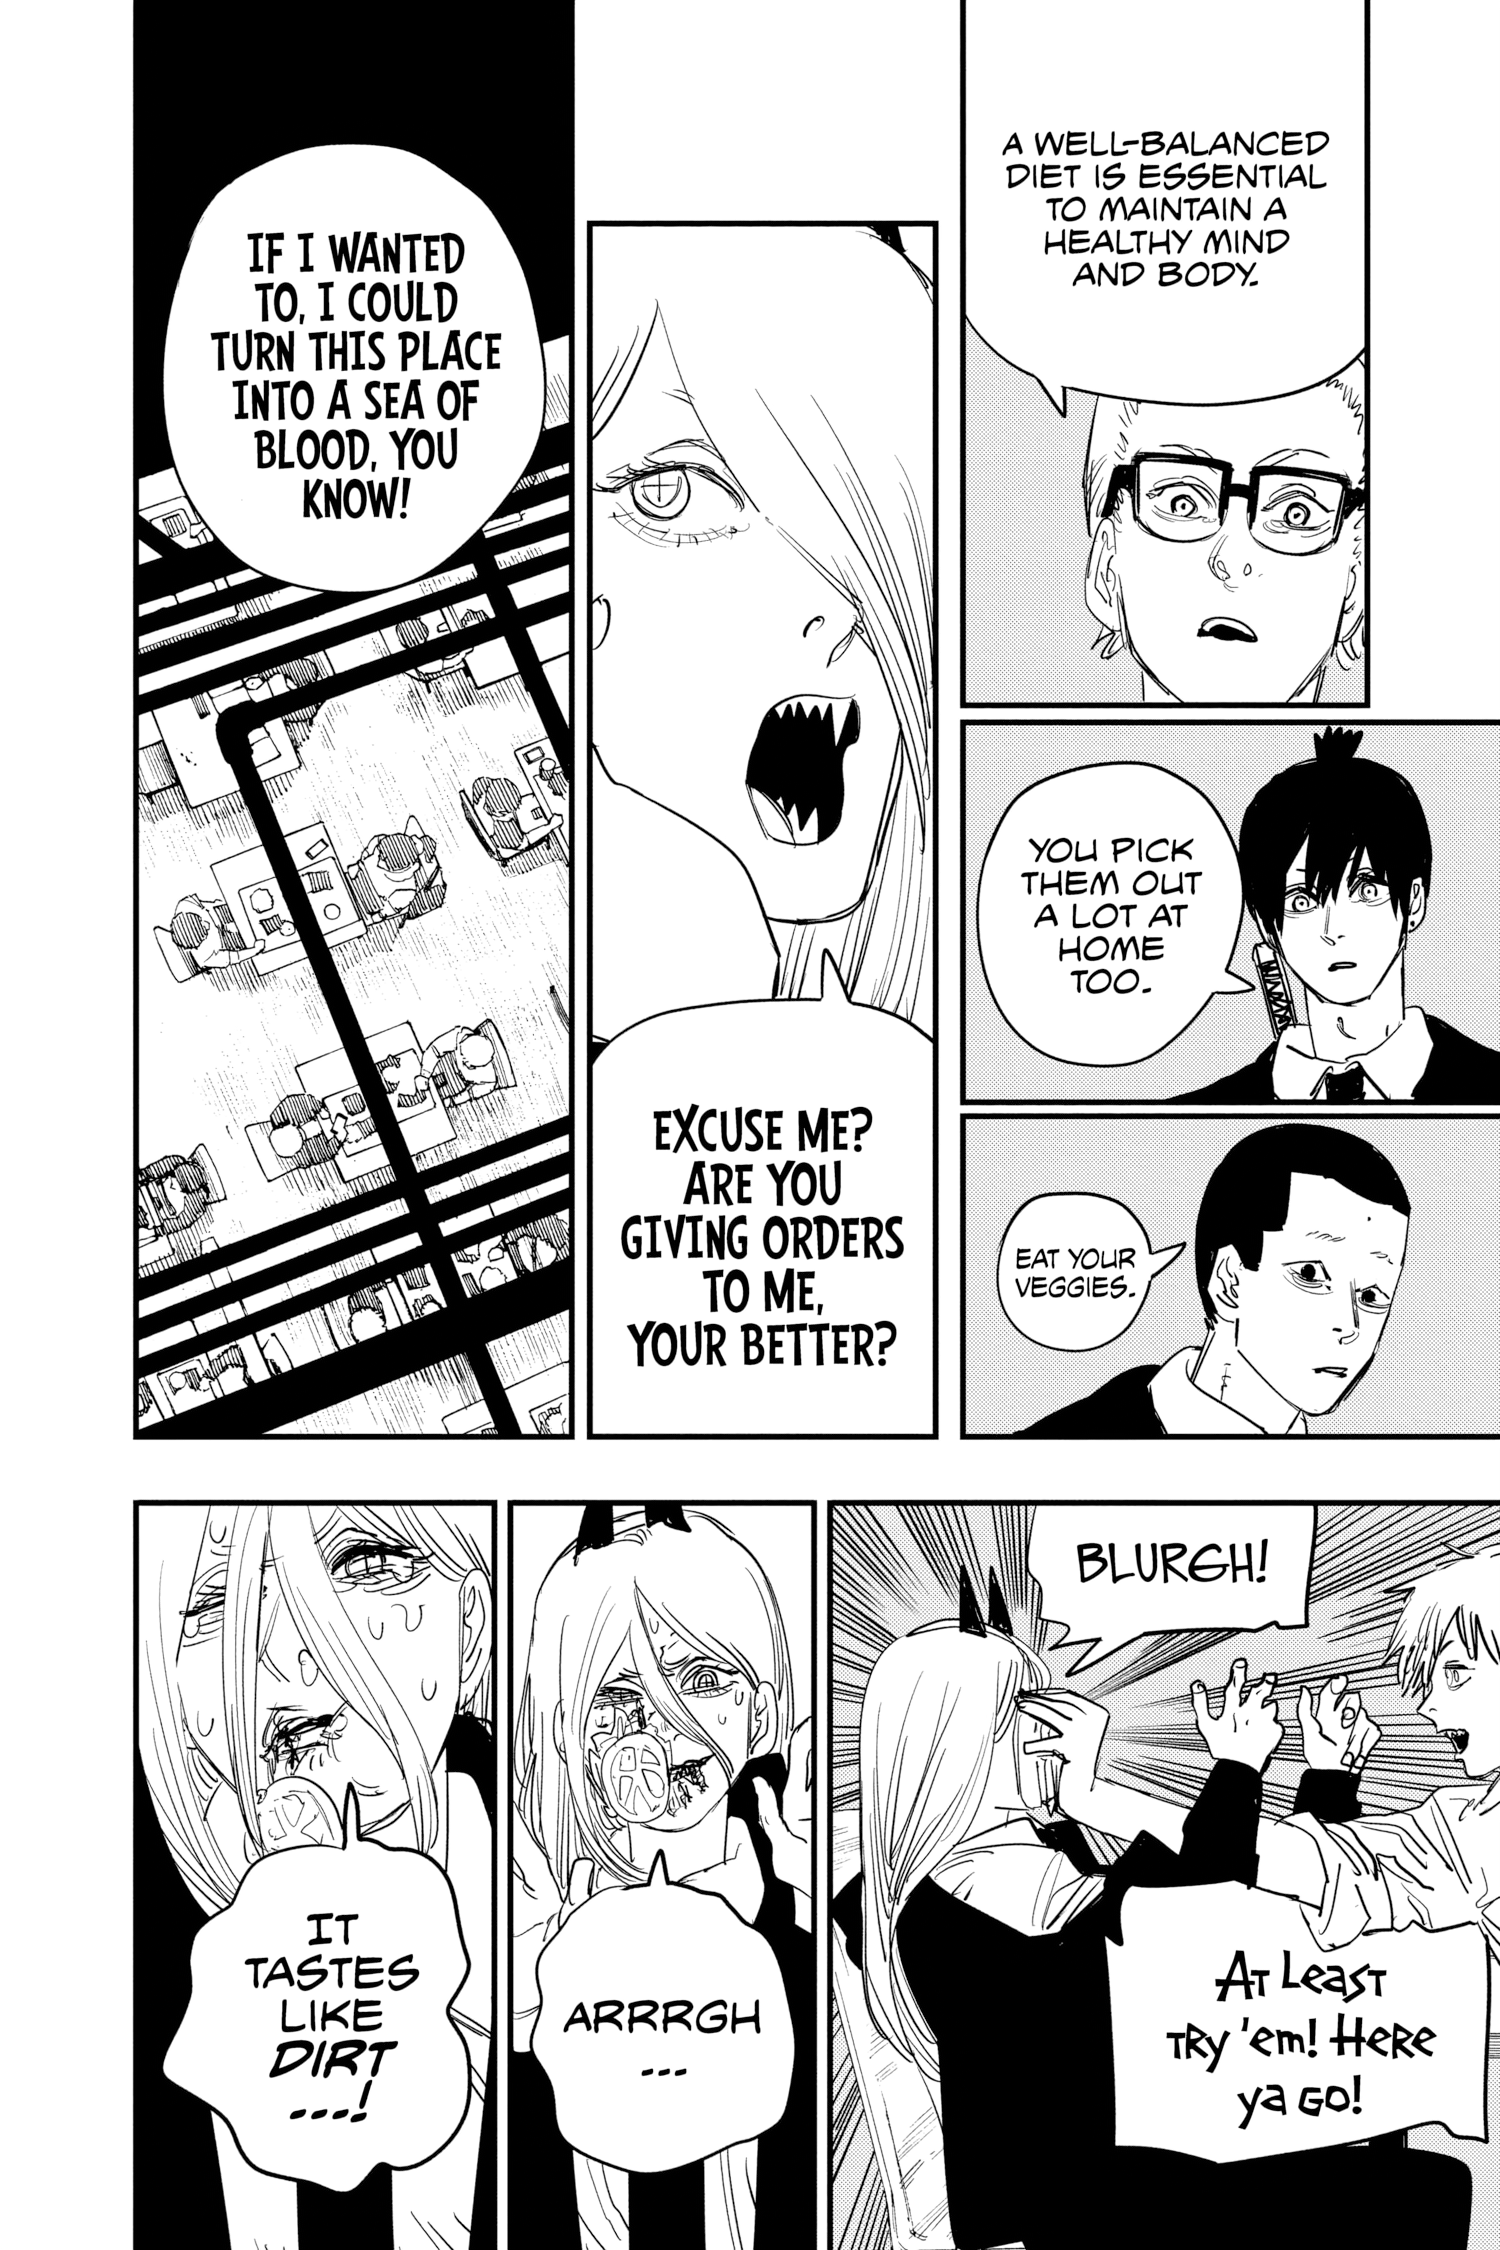 A WELL-BALANCED
DIET IS ESSENTIAL
TO MAINTAIN A
HEALTHY MIND
AND BODY.
YOU PICK
THEM OUT
A LOT AT
HOME
TOO.
EAT YOUR
VEGGIES.
EXCUSE ME?
ARE YOU
GIVING ORDERS
TO ME,
YOUR BETTER?
IF I WANTED
TO, I COULD
TURN THIS PLACE
INTO A SEA OF
BLOOD, YOU
KNOW!
BLURGH!
AT LEAST
TRY 'EM! HERE
YA GO!
ARRRGH
...
IT
TASTES
LIKE
DIRT
....!